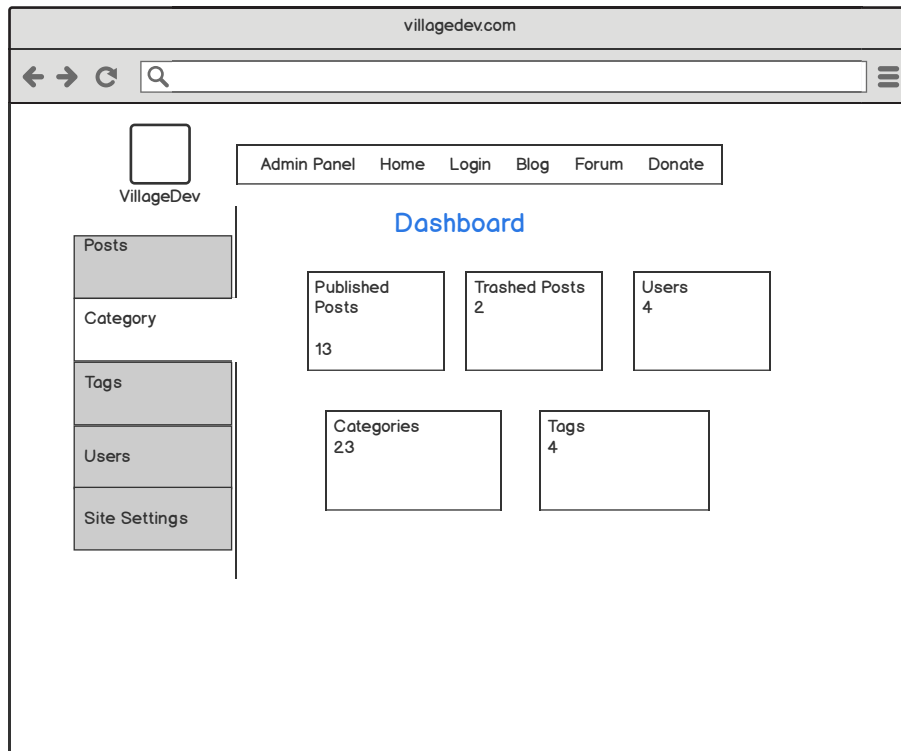 villagedev.com
VillageDev
Admin Panel Home Login Blog Forum Donate
Dashboard
Posts
Category
Tags
Users
Site Settings
Published
Posts
13
Trashed Posts
2
Users
4
Categories
23
Tags
4